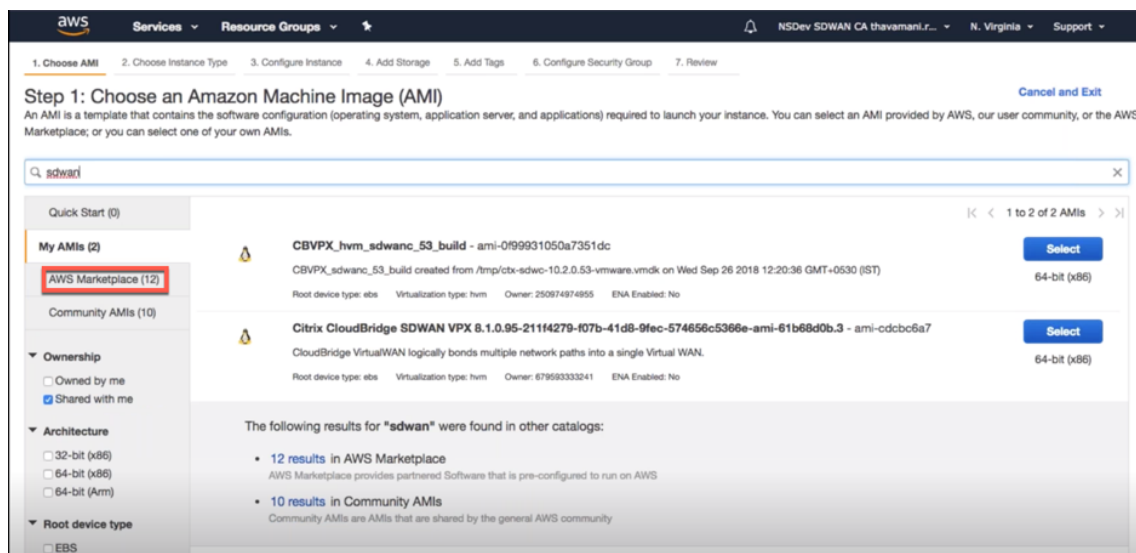 aws
Services
Resource Groups
NSDev SDWAN CA thavamani.r...
N. Virginia
Support
1. Choose AMI
2. Choose Instance Type
3. Configure Instance
4. Add Storage
5. Add Tags
6. Configure Security Group
7. Review
Step 1: Choose an Amazon Machine Image (AMI)
Cancel and Exit
An AMI is a template that contains the software configuration (operating system, application server, and applications) required to launch your instance. You can select an AMI provided by AWS, our user community, or the AWS
Marketplace; or you can select one of your own AMIs.
sdwan
Quick Start (0)
1 to 2 of 2 AMIs
My AMIs (2)
AWS Marketplace (12)
Community AMIs (10)
CBVPX_hvm_sdwanc_53_build - ami-0f99931050a7351dc
Select
CBVPX_sdwanc_53_build created from /tmp/ctx-sdwc-10.2.0.53-vmware.vmdk on Wed Sep 26 2018 12:20:36 GMT+0530 (IST)
64-bit (x86)
Root device type: ebs Virtualization type: hvm Owner: 250974974955 ENA Enabled: No
Citrix CloudBridge SDWAN VPX 8.1.0.95-211f4279-f07b-41d8-9fec-574656c5366e-ami-61b68d0b.3 - ami-cdcbc6a7
Select
CloudBridge VirtualWAN logically bonds multiple network paths into a single Virtual WAN.
64-bit (x86)
Root device type: ebs Virtualization type: hvm Owner: 679593333241 ENA Enabled: No
Ownership
Owned by me
Shared with me
Architecture
32-bit (x86)
64-bit (x86)
64-bit (Arm)
Root device type
EBS
The following results for "sdwan" were found in other catalogs:
12 results in AWS Marketplace
AWS Marketplace provides partnered Software that is pre-configured to run on AWS
10 results in Community AMIs
Community AMIs are AMIs that are shared by the general AWS community